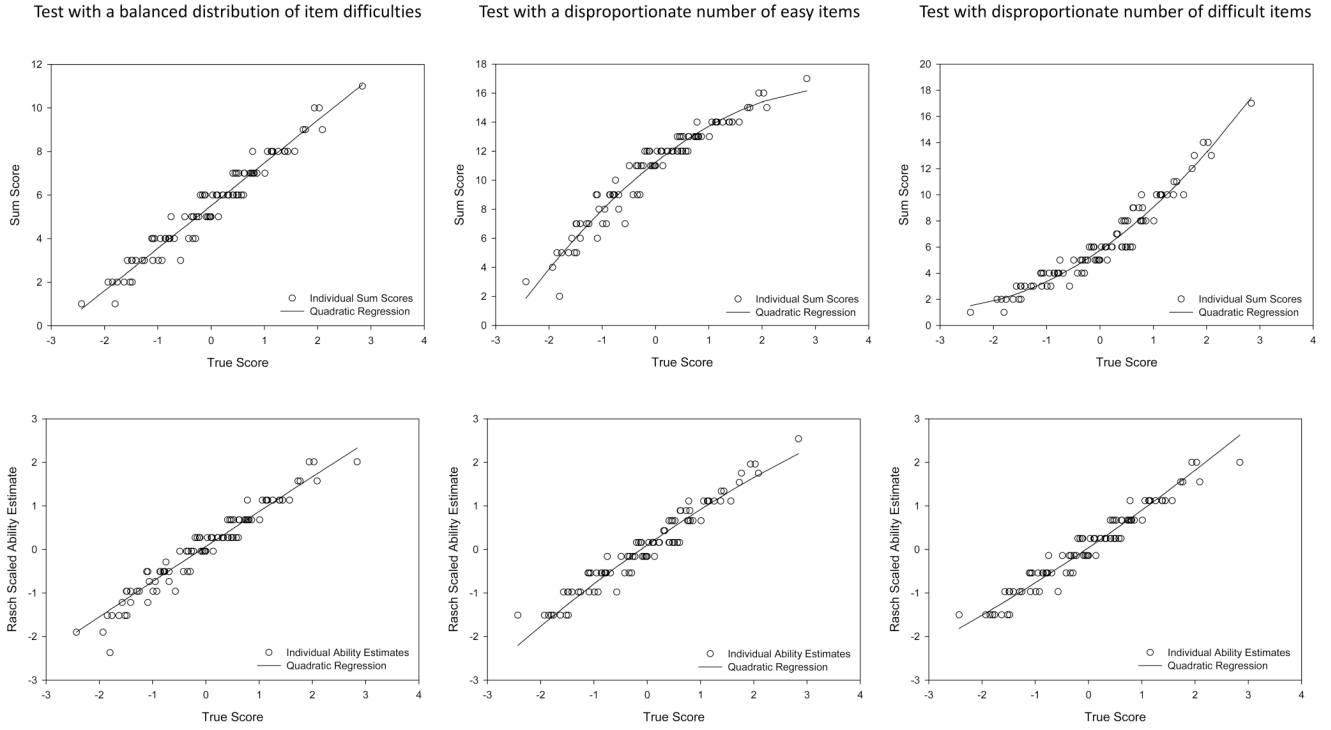 Test with a balanced distribution of item difficulties
Test with a disproportionate number of easy items
Test with disproportionate number of difficult items
12
10
8
6
4
2
0
Sum Score
Individual Sum Scores
Quadratic Regression
-3 -2 -1 0 1 2 3 4
True Score
18
16
14
12
10
8
6
4
2
0
Sum Score
Individual Sum Scores
Quadratic Regression
-3 -2 -1 0 1 2 3 4
True Score
20
18
16
14
12
10
8
6
4
2
0
Sum Score
Individual Sum Scores
Quadratic Regression
-3 -2 -1 0 1 2 3 4
True Score
3
2
1
0
-1
-2
-3
Rasch Scaled Ability Estimate
Individual Ability Estimates
Quadratic Regression
-3 -2 -1 0 1 2 3 4
True Score
3
2
1
0
-1
-2
-3
Rasch Scaled Ability Estimate
Individual Ability Estimates
Quadratic Regression
-3 -2 -1 0 1 2 3 4
True Score
3
2
1
0
-1
-2
-3
Rasch Scaled Ability Estimate
Individual Ability Estimates
Quadratic Regression
-3 -2 -1 0 1 2 3 4
True Score